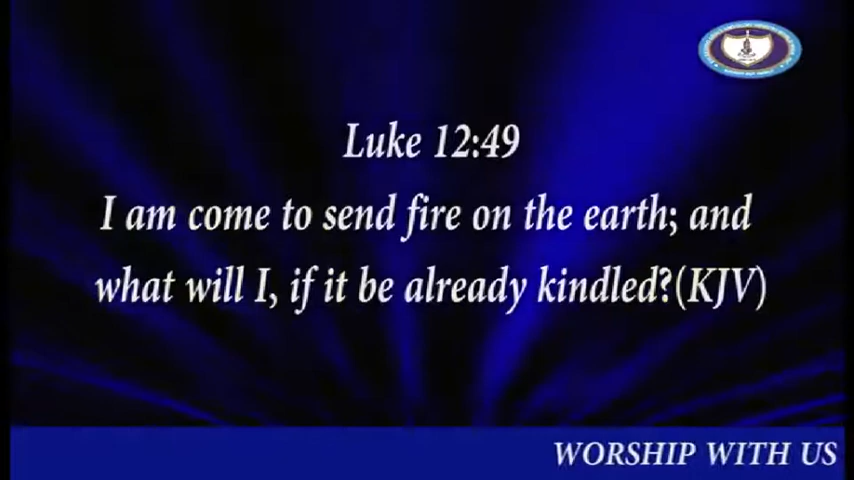 Luke 12:49
I am come to send fire on the earth; and
what will I, if it be already kindled?(KJV)
WORSHIP WITH US